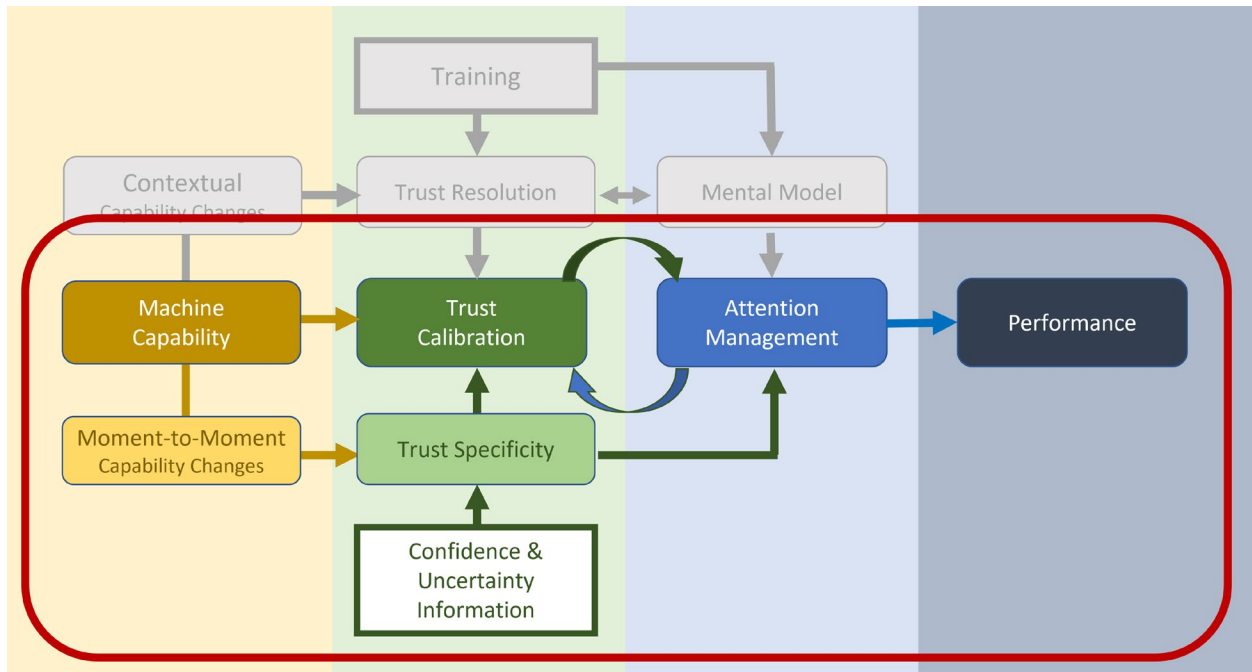 Training
Contextual
Capability Changes
Trust Resolution
Mental Model
Machine
Capability
Trust
Calibration
Attention
Management
Performance
Moment-to-Moment
Capability Changes
Trust Specificity
Confidence &
Uncertainty
Information